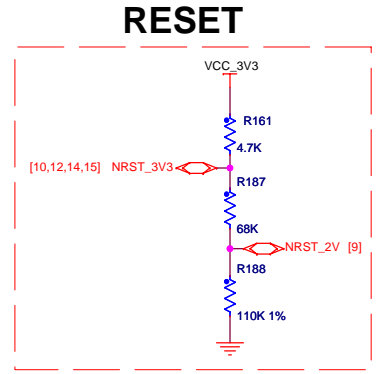 RESET
VCC_3V3
R161
4.7K
[10,12,14,15] NRST_3V3
R187
68K
NRST_2V [9]
R188
110K 1%